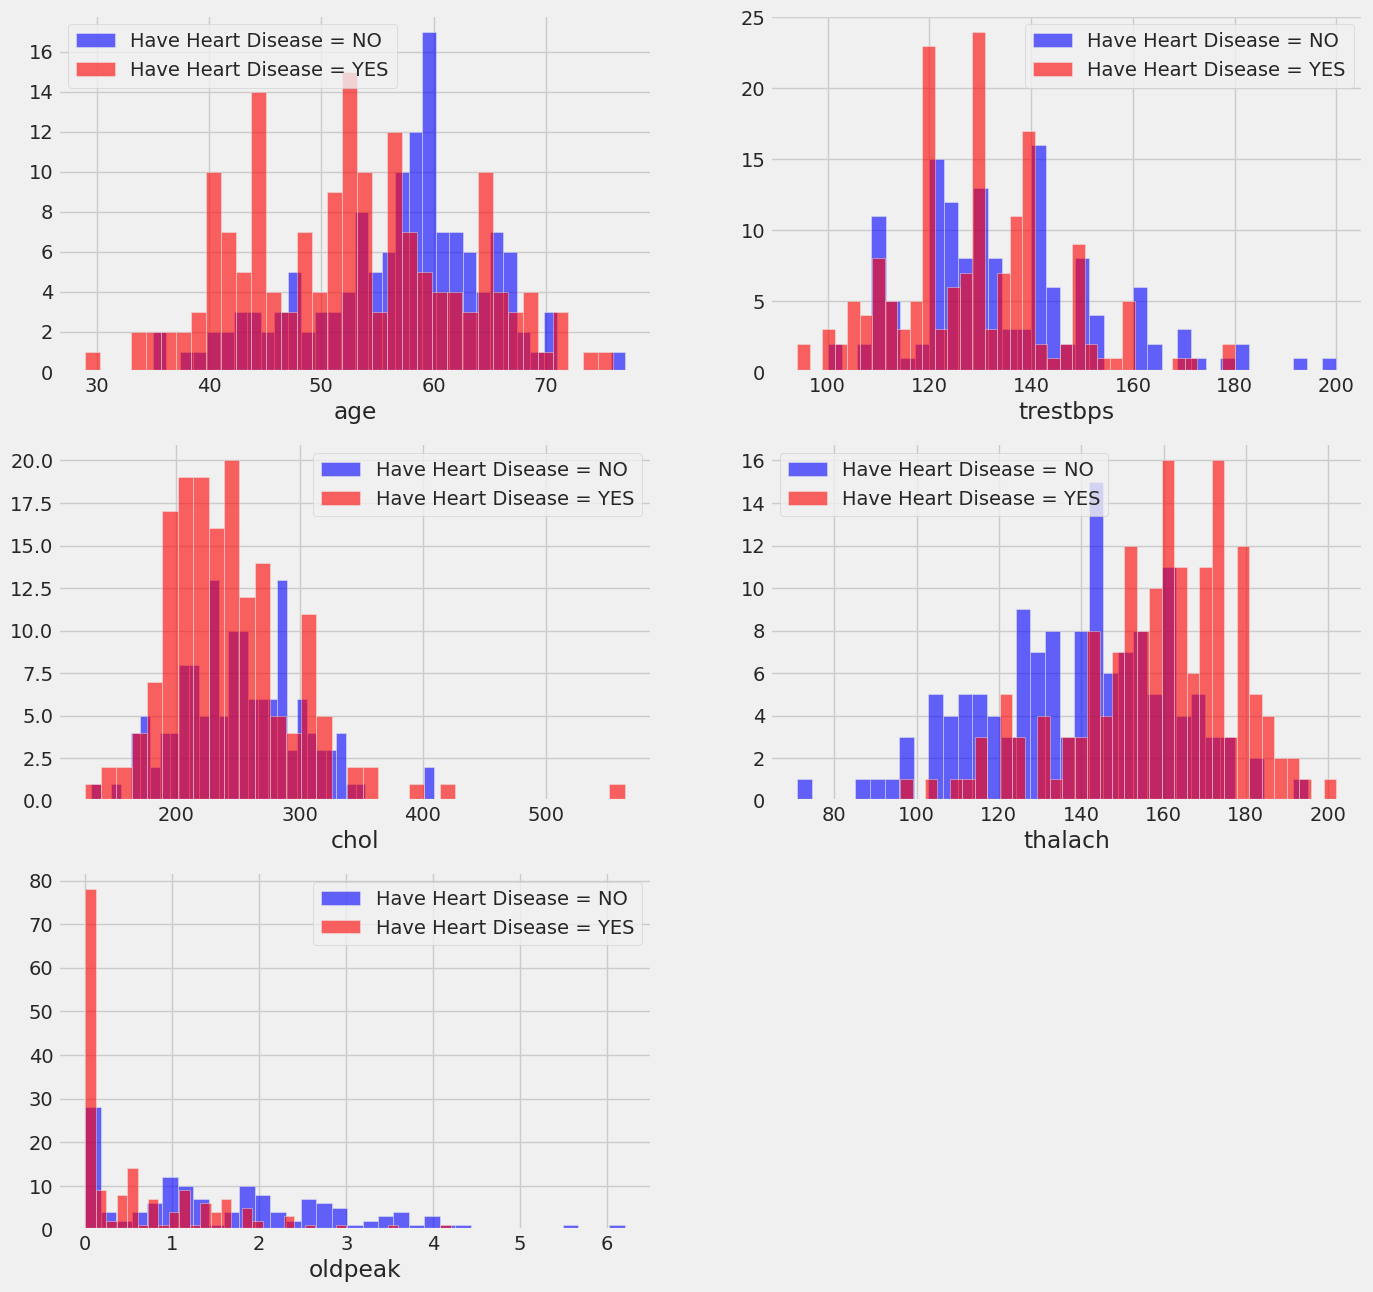 Have Heart Disease = NO
Have Heart Disease = YES
16
14
12
10
8
6
4
2
0
30 40 50 60 70
age
Have Heart Disease = NO
Have Heart Disease = YES
25
20
15
10
5
0
100 120 140 160 180 200
trestbps
Have Heart Disease = NO
Have Heart Disease = YES
20.0
17.5
15.0
12.5
10.0
7.5
5.0
2.5
0.0
200 300 400 500
chol
Have Heart Disease = NO
Have Heart Disease = YES
16
14
12
10
8
6
4
2
0
80 100 120 140 160 180 200
thalach
Have Heart Disease = NO
Have Heart Disease = YES
80
70
60
50
40
30
20
10
0
0 1 2 3 4 5 6
oldpeak